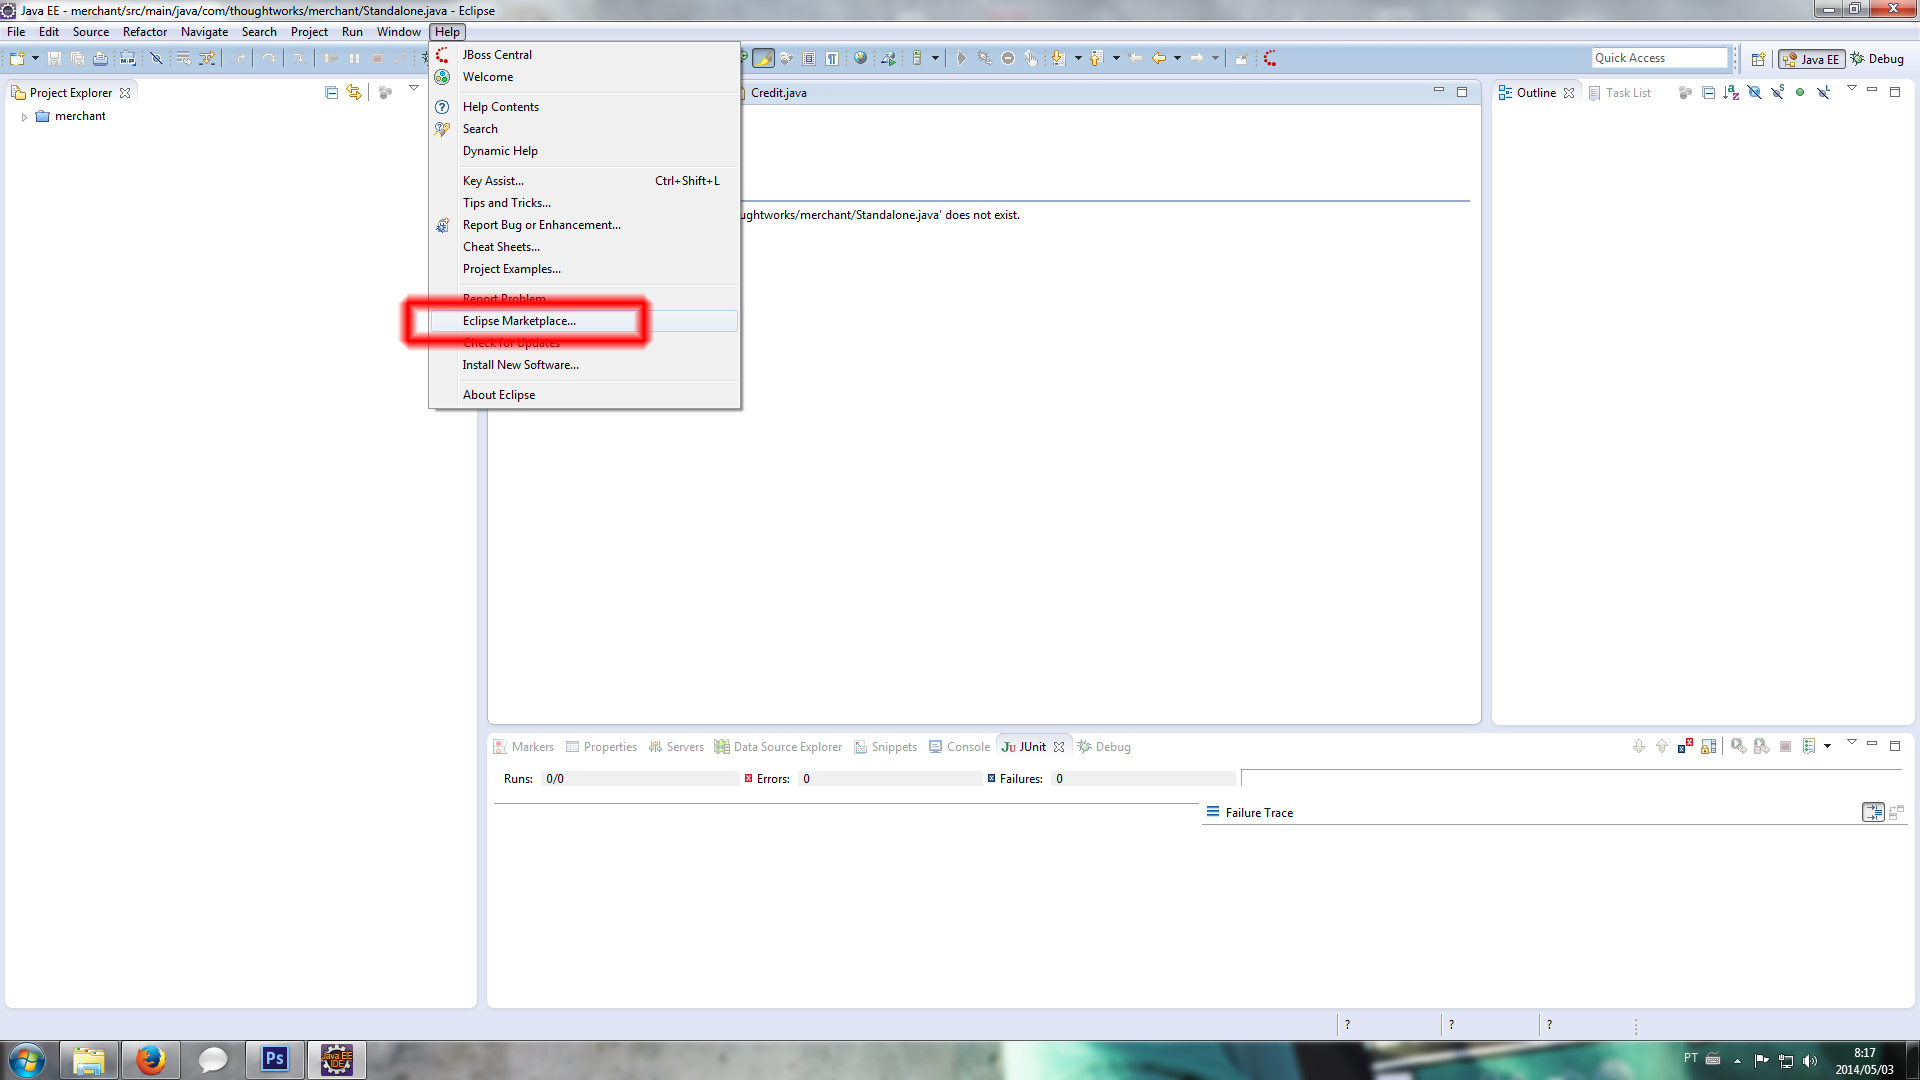 Java EE - merchant/src/main/java/com/thoughtworks/merchant/Standalone.java - Eclipse
File Edit Source Refactor Navigate Search Project Run Window Help
Quick Access Java EE Debug
Project Explorer
merchant
JBoss Central
Welcome
Help Contents
Search
Dynamic Help
Key Assist... Ctrl+Shift+L
Tips and Tricks...
Report Bug or Enhancement...
Cheat Sheets...
Project Examples...
Report Problem
Eclipse Marketplace...
Check for Updates
Install New Software...
About Eclipse
Credit.java
ughtworks/merchant/Standalone.java' does not exist.
Outline Task List
Markers Properties Servers Data Source Explorer Snippets Console JUnit Debug
Runs: 0/0 Errors: 0 Failures: 0
Failure Trace
? ? ?
Ps
Java EE
IDE
PT
8:17
2014/05/03